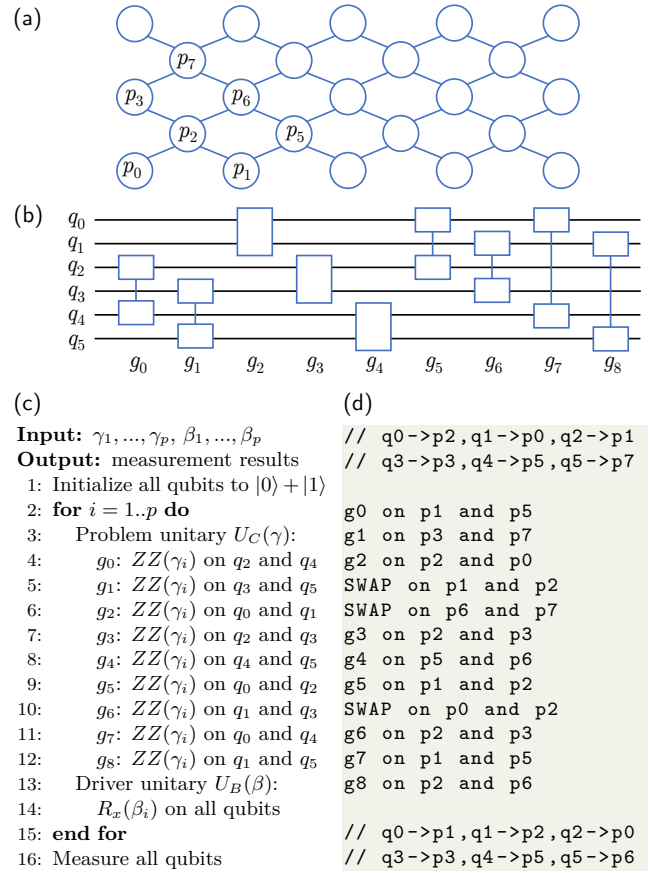 (a)
p₇
p₃ p₆
p₂ p₅
p₀ p₁
(b)
q₀
q₁
q₂
q₃
q₄
q₅
g₀ g₁ g₂ g₃ g₄ g₅ g₆ g₇ g₈
(c)
Input: γ₁, ..., γₚ, β₁, ..., βₚ
Output: measurement results
1: Initialize all qubits to |0⟩ + |1⟩
2: for i = 1..p do
3: Problem unitary U_C(γ):
4: g₀: ZZ(γᵢ) on q₂ and q₄
5: g₁: ZZ(γᵢ) on q₃ and q₅
6: g₂: ZZ(γᵢ) on q₀ and q₁
7: g₃: ZZ(γᵢ) on q₂ and q₃
8: g₄: ZZ(γᵢ) on q₄ and q₅
9: g₅: ZZ(γᵢ) on q₀ and q₂
10: g₆: ZZ(γᵢ) on q₁ and q₃
11: g₇: ZZ(γᵢ) on q₀ and q₄
12: g₈: ZZ(γᵢ) on q₁ and q₅
13: Driver unitary U_B(β):
14: Rₓ(βᵢ) on all qubits
15: end for
16: Measure all qubits
(d)
// q0->p2,q1->p0,q2->p1
// q3->p3,q4->p5,q5->p7
g0 on p1 and p5
g1 on p3 and p7
g2 on p2 and p0
SWAP on p1 and p2
SWAP on p6 and p7
g3 on p2 and p3
g4 on p5 and p6
g5 on p1 and p2
SWAP on p0 and p2
g6 on p2 and p3
g7 on p1 and p5
g8 on p2 and p6
// q0->p1,q1->p2,q2->p0
// q3->p3,q4->p5,q5->p6